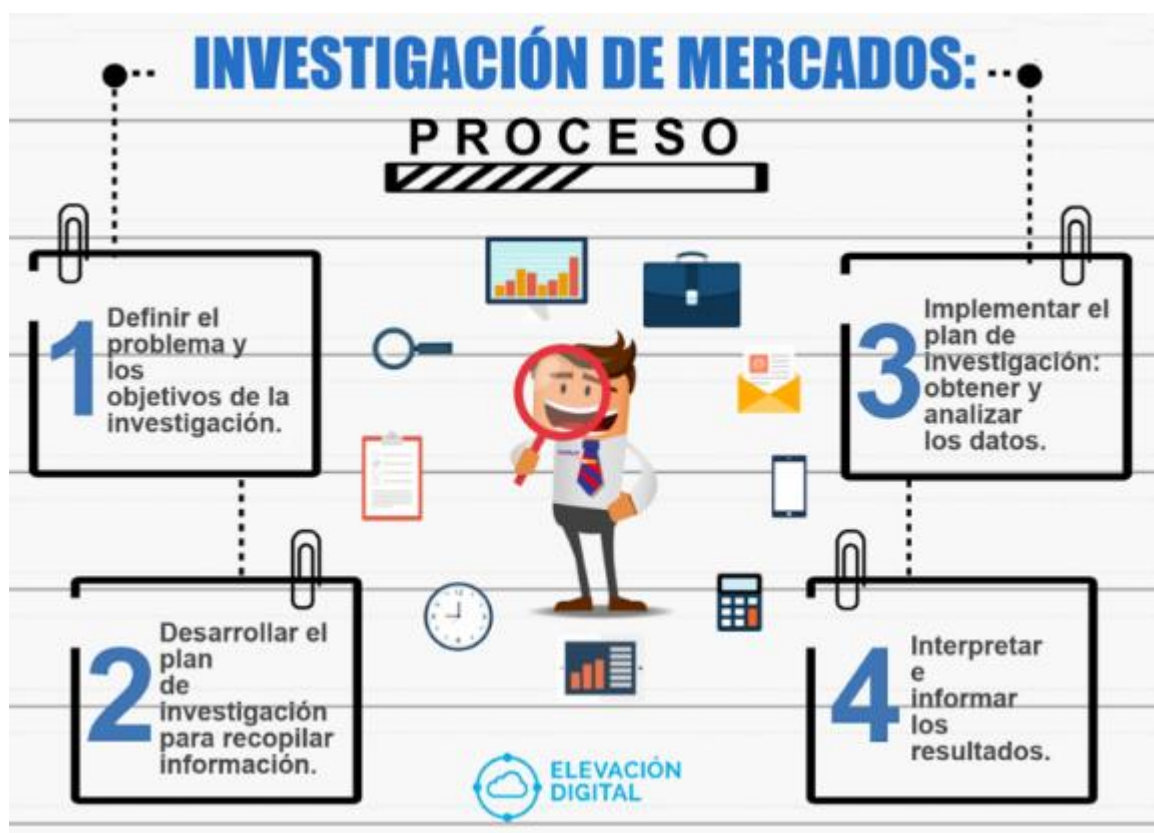 INVESTIGACIÓN DE MERCADOS:
PROCESO
1
Definir el
problema y
los
objetivos de la
investigación.
2
Desarrollar el
plan
de
investigación
para recopilar
información.
3
Implementar el
plan de
investigación:
obtener y
analizar
los datos.
4
Interpretar
e
informar
los
resultados.
ELEVACIÓN
DIGITAL